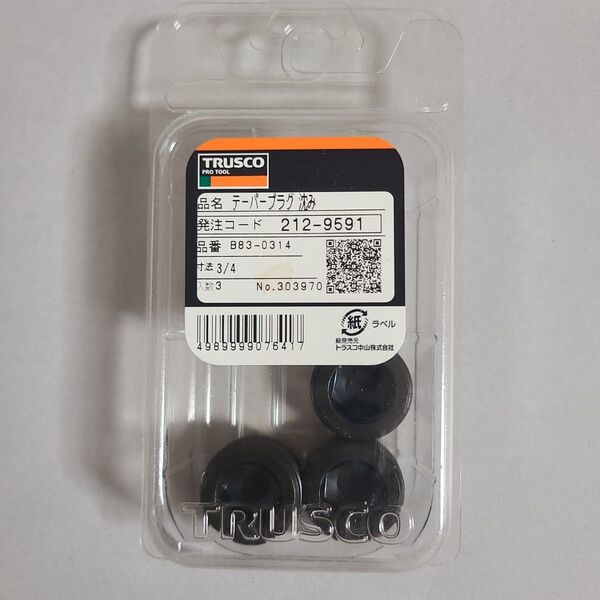 TRUSCO
PRO TOOL
品名 テーパープラグ 沈み
発注コード 212-9591
品番 B83-0314
寸法 3/4
入数 3 No.303970
4989999076417
紙 ラベル
総発売元
トラスコ中山株式会社
TRUSCO